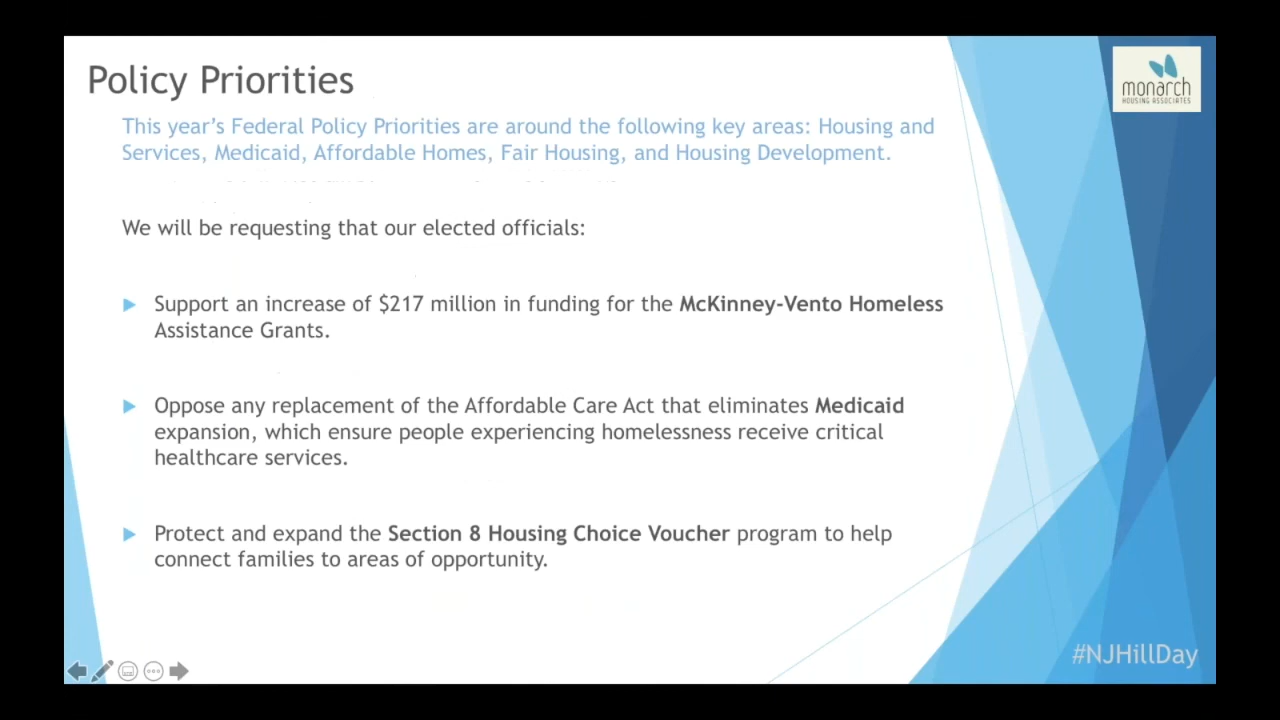 Policy Priorities
monarch
HOUSING ASSOCIATES
This year's Federal Policy Priorities are around the following key areas: Housing and
Services, Medicaid, Affordable Homes, Fair Housing, and Housing Development.
We will be requesting that our elected officials:
Support an increase of $217 million in funding for the McKinney-Vento Homeless
Assistance Grants.
Oppose any replacement of the Affordable Care Act that eliminates Medicaid
expansion, which ensure people experiencing homelessness receive critical
healthcare services.
Protect and expand the Section 8 Housing Choice Voucher program to help
connect families to areas of opportunity.
#NJHillDay